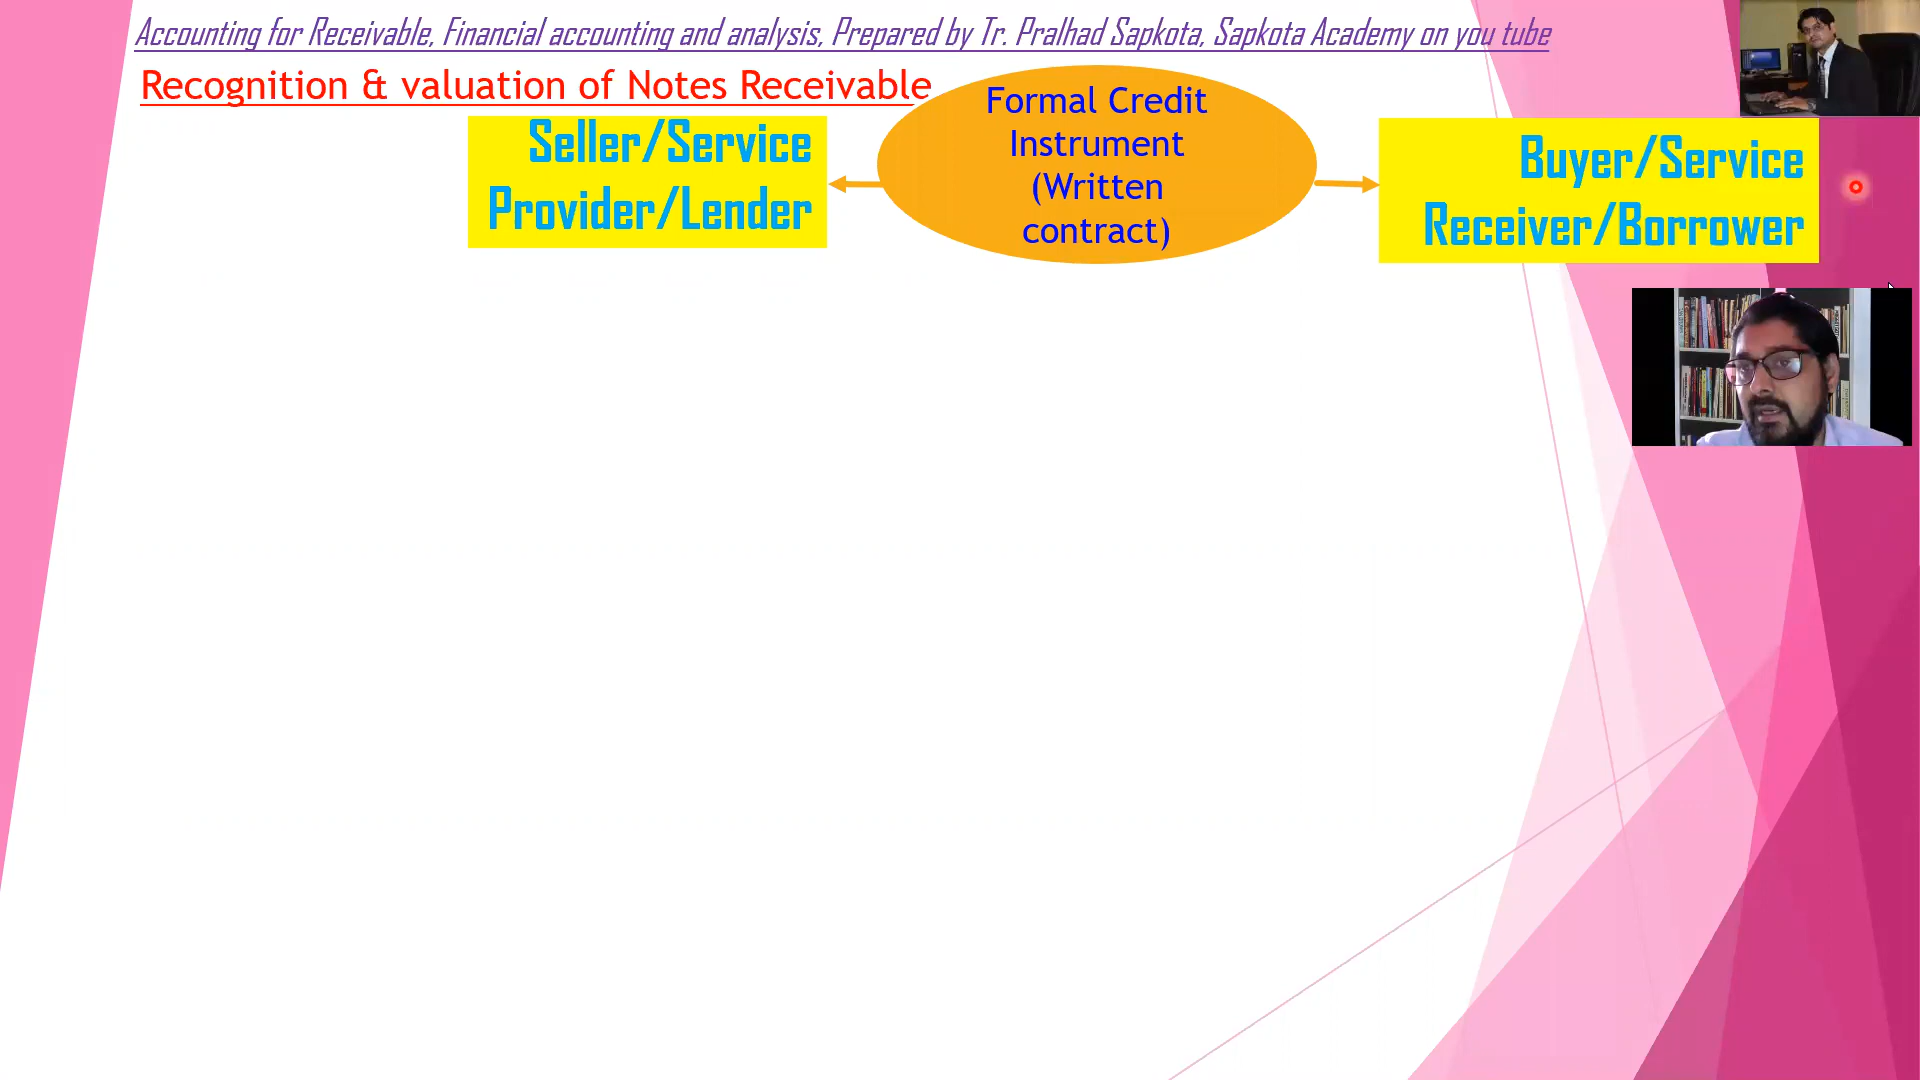 Accounting for Receivable, Financial accounting and analysis, Prepared by Tr. Pralhad Sapkota, Sapkota Academy on you tube
Recognition & valuation of Notes Receivable
Seller/Service
Provider/Lender
Formal Credit
Instrument
(Written
contract)
Buyer/Service
Receiver/Borrower